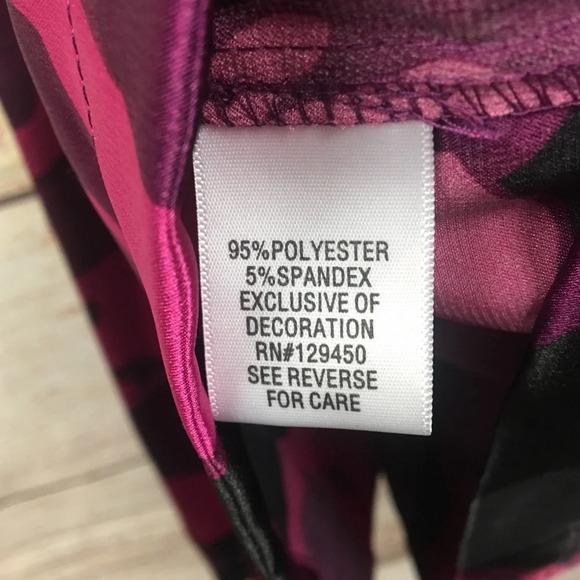 95%POLYESTER
5%SPANDEX
EXCLUSIVE OF
DECORATION
RN#129450
SEE REVERSE
FOR CARE